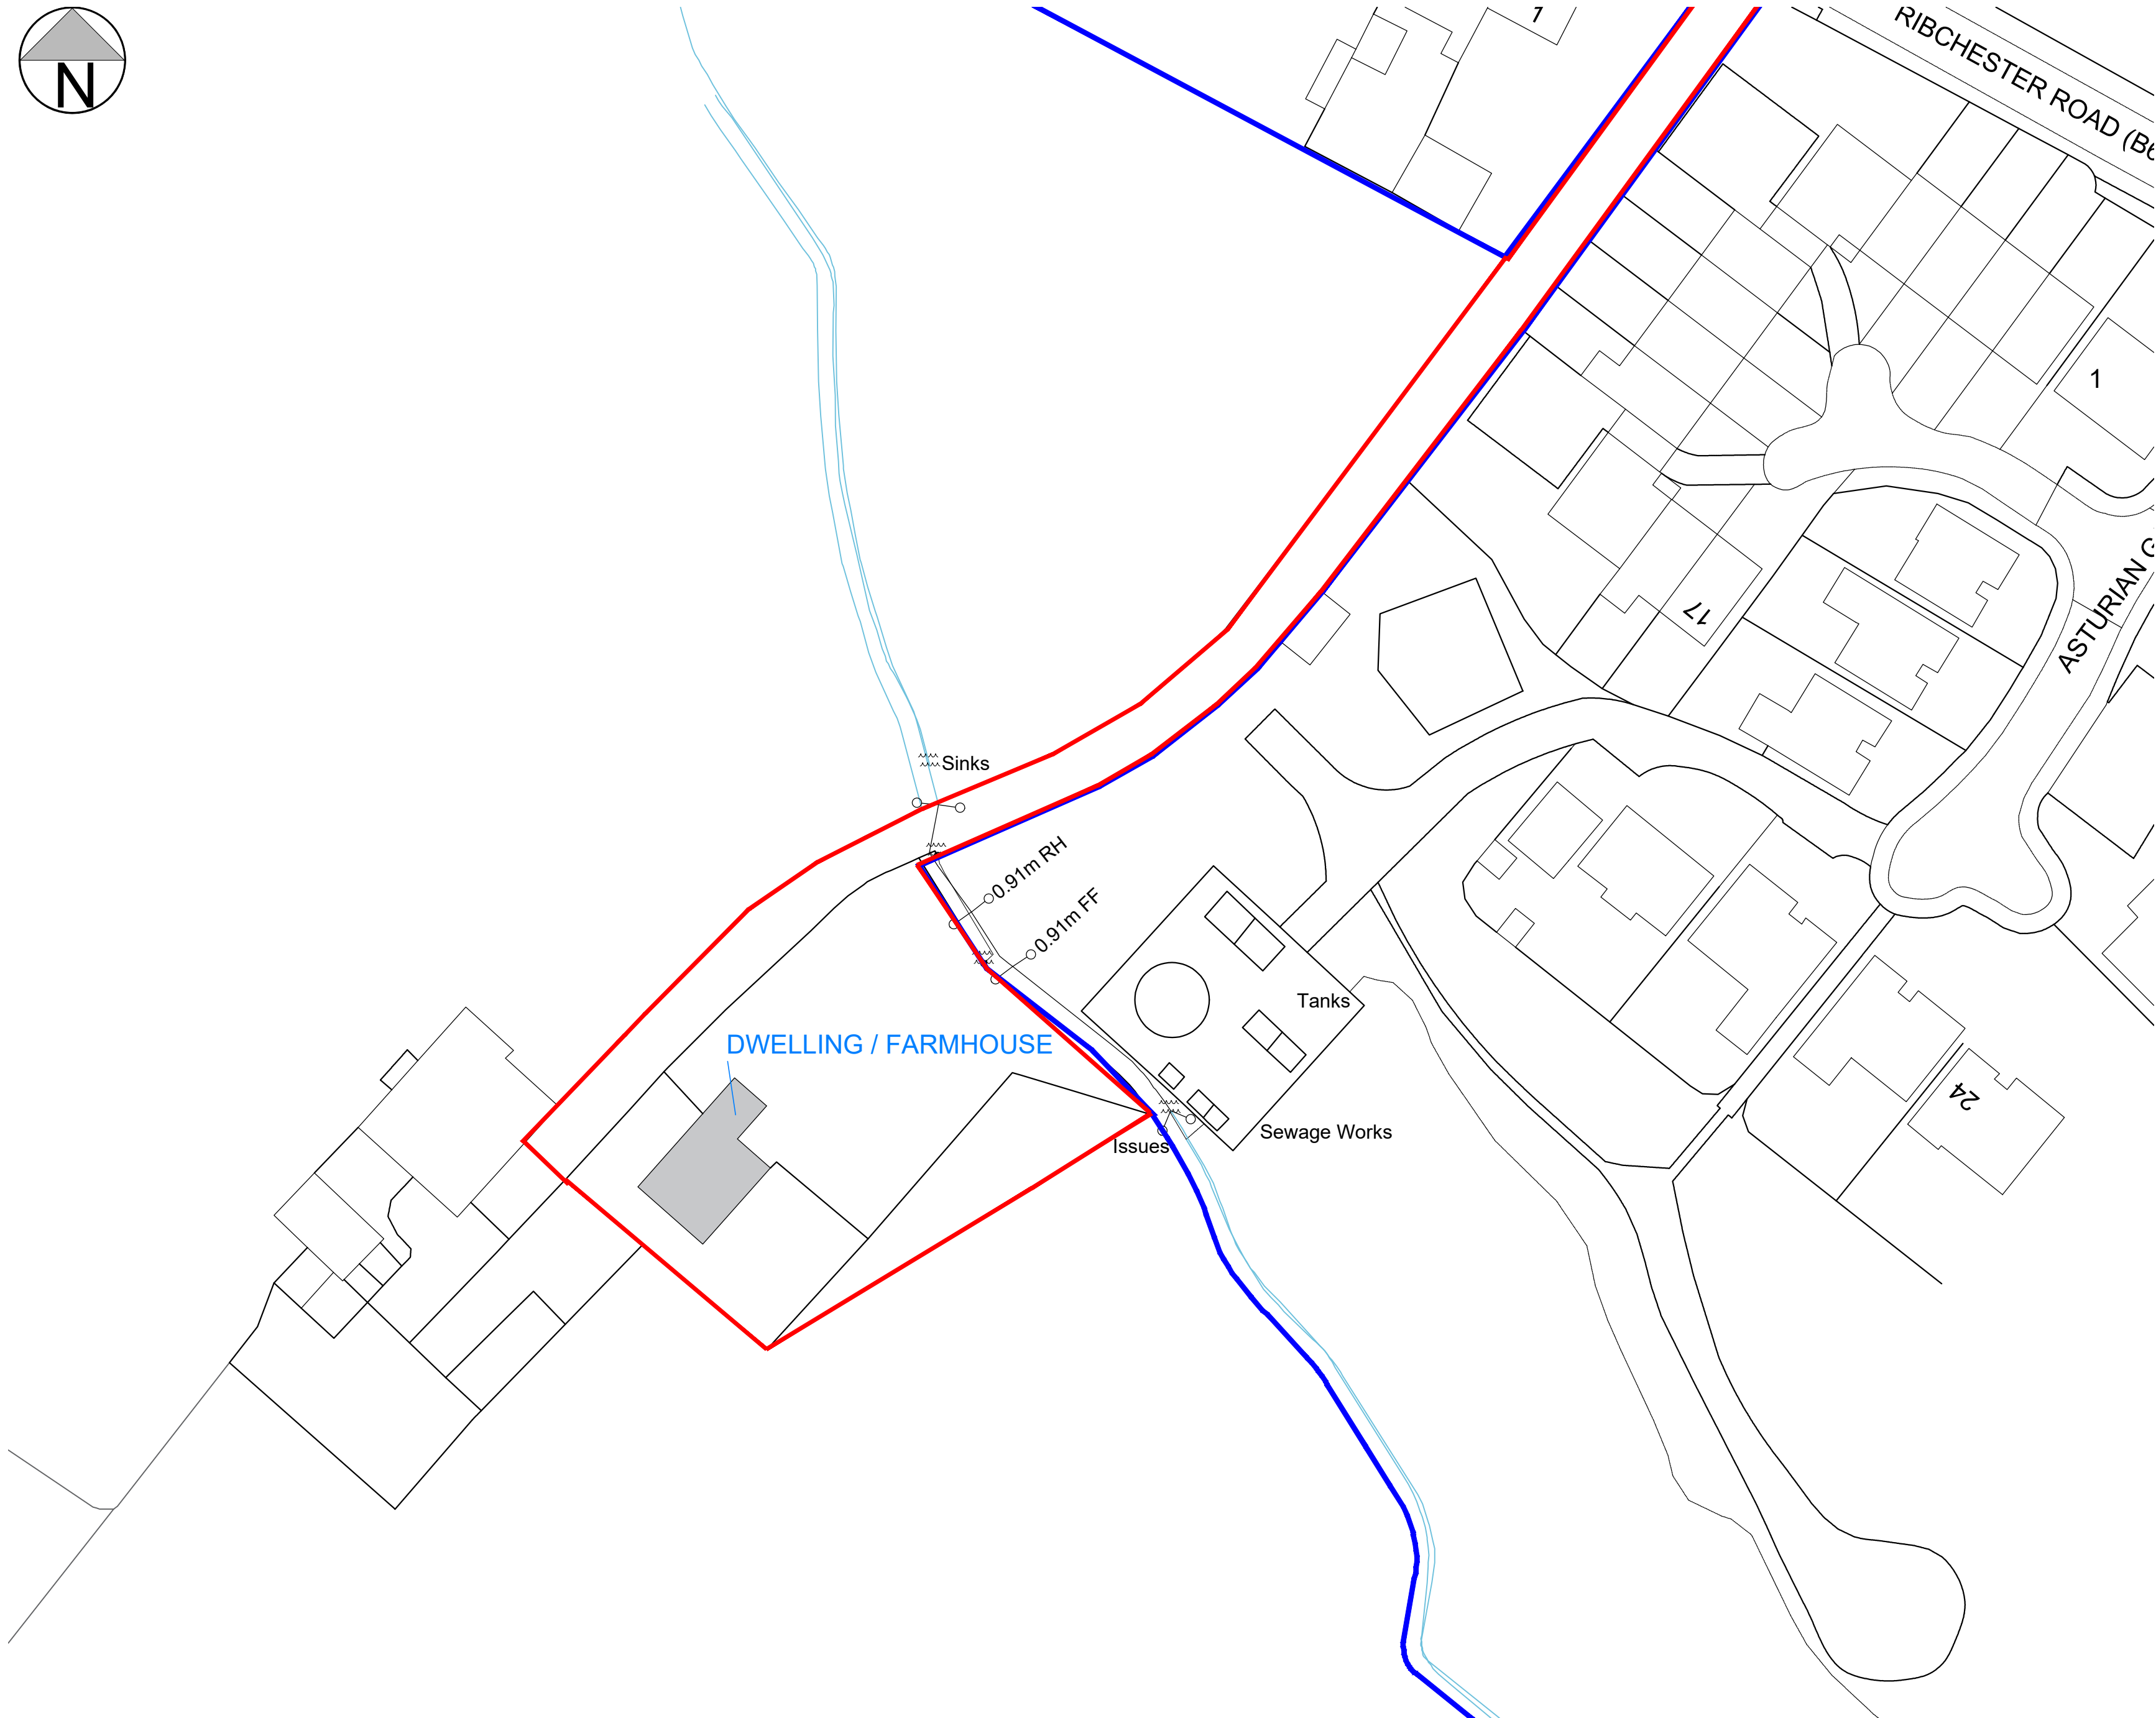 N
1
RIBCHESTER ROAD (B6
1
ASTURIAN G
17
Sinks
0.91m RH
0.91m FF
Tanks
DWELLING / FARMHOUSE
24
Sewage Works
Issues